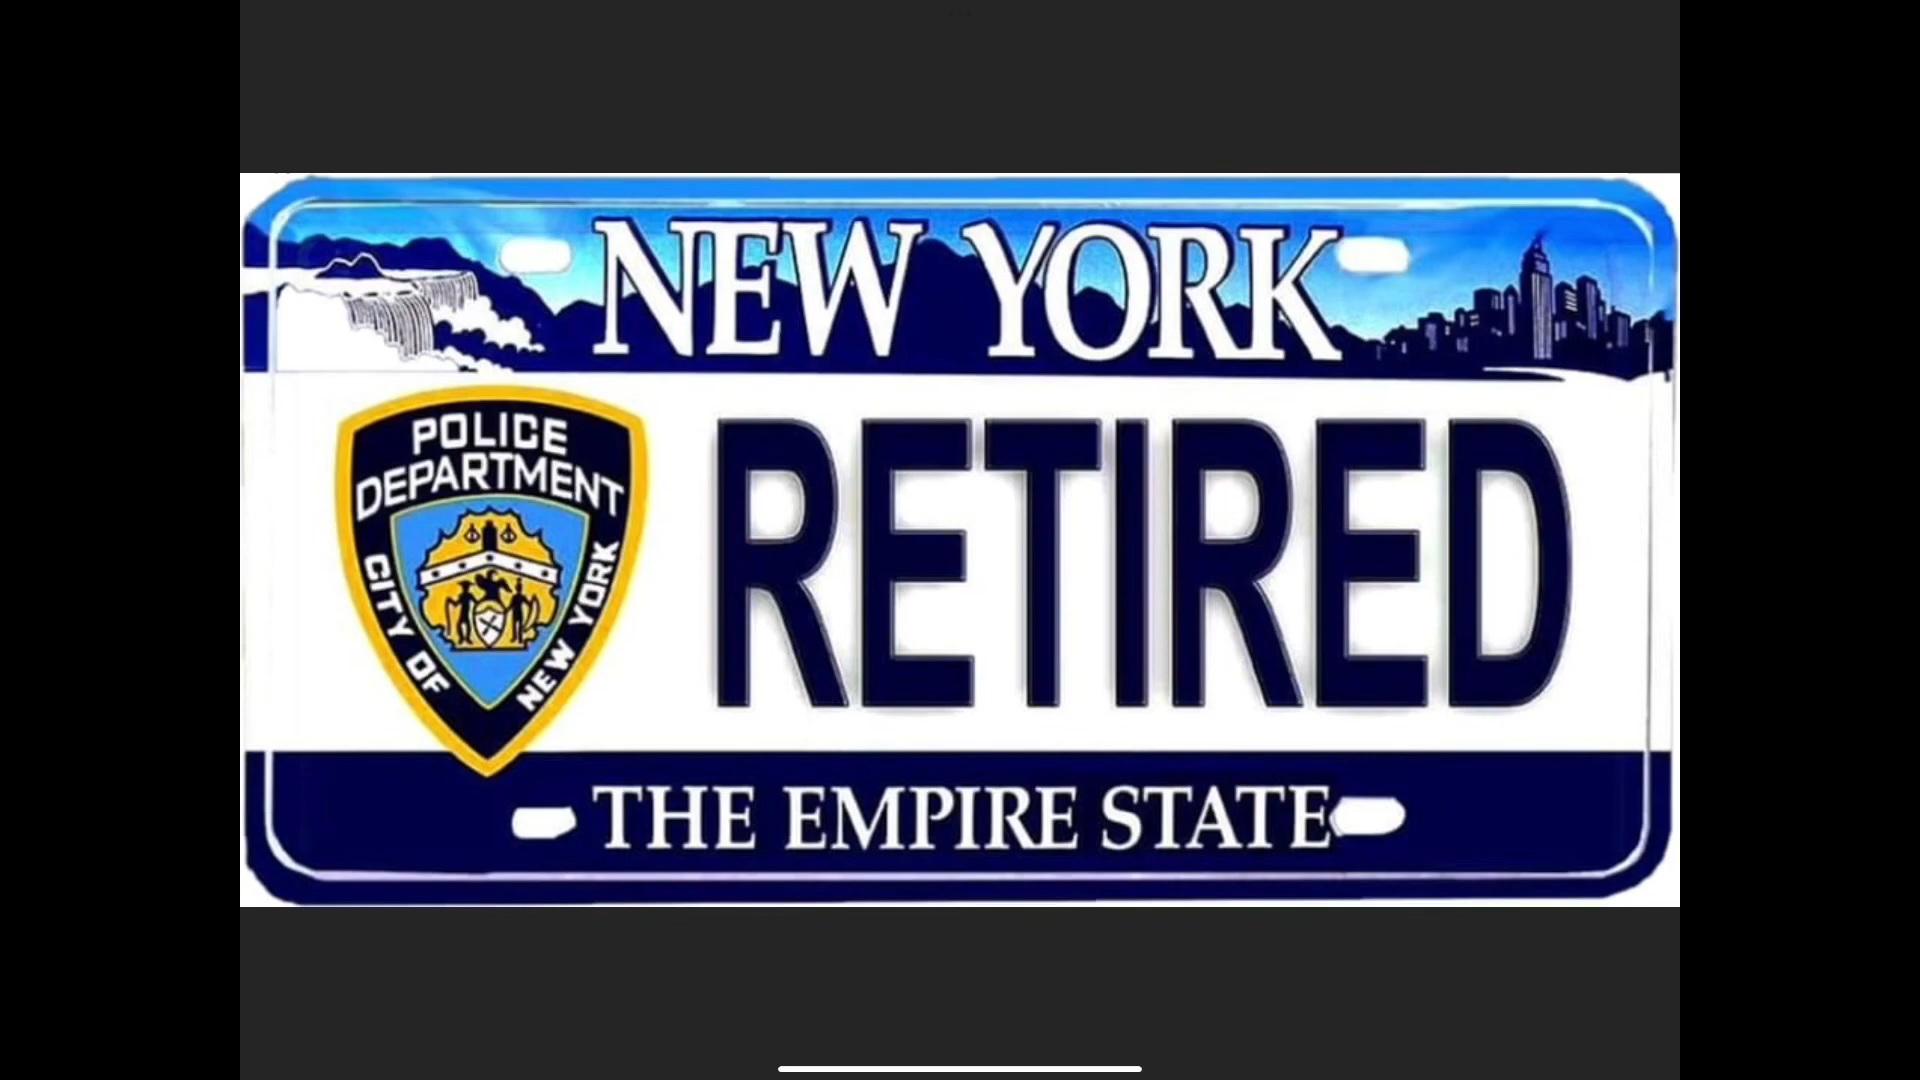 NEW YORK
POLICE
DEPARTMENT
CITY OF
NEW YORK
RETIRED
THE EMPIRE STATE